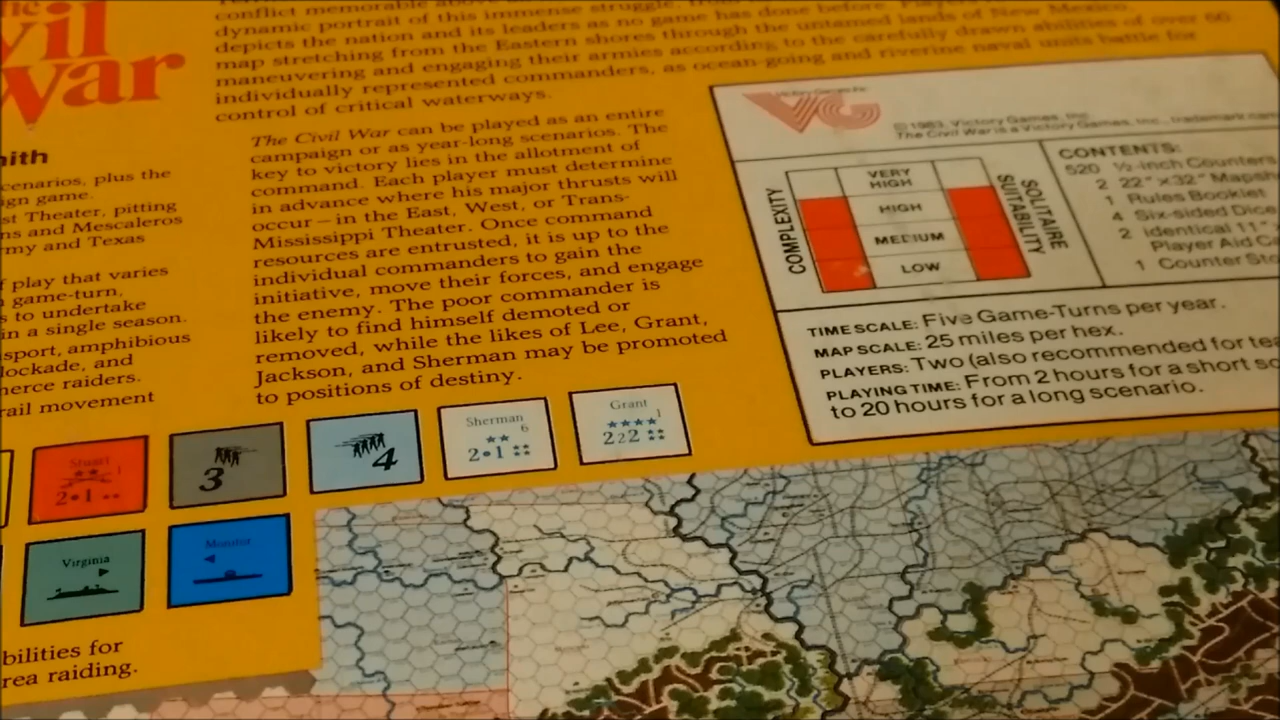 The
vil
War
conflict memorable above
dynamic portrait of this immense struggle. from
depicts the nation and its leaders as no game has done before. Players
map stretching from the Eastern shores through the untamed lands of New Mexico.
maneuvering and engaging their armies according to the carefully drawn abilities of over 60
individually represented commanders, as ocean-going and riverine naval units battle for
control of critical waterways.
mith
cenarios, plus the
ign game.
st Theater, pitting
ns and Mescaleros
rmy and Texas
f play that varies
game-turn,
s to undertake
in a single season.
sport, amphibious
lockade, and
merce raiders.
rail movement
The Civil War can be played as an entire
campaign or as year-long scenarios. The
key to victory lies in the allotment of
command. Each player must determine
in advance where his major thrusts will
occur – in the East, West, or Trans-
Mississippi Theater. Once command
resources are entrusted, it is up to the
individual commanders to gain the
initiative, move their forces, and engage
the enemy. The poor commander is
likely to find himself demoted or
removed, while the likes of Lee, Grant,
Jackson, and Sherman may be promoted
to positions of destiny.
VG
Victory Games Inc.
© 1983, Victory Games, Inc.
The Civil War is a Victory Games, Inc., trademark
COMPLEXITY
VERY
HIGH
HIGH
MEDIUM
LOW
SOLITAIRE
SUITABILITY
CONTENTS:
520 ½-inch Counters
2 22" x 32" Mapsh
1 Rules Booklet
4 Six-sided Dice
2 identical 11"
Player Aid Ca
1 Counter Sto
TIME SCALE: Five Game-Turns per year.
MAP SCALE: 25 miles per hex.
PLAYERS: Two (also recommended for tea
PLAYING TIME: From 2 hours for a short sc
to 20 hours for a long scenario.
Stuart
1
2•1
3
4
Sherman
6
2•1
Grant
1
222
Virginia
Monitor
bilities for
rea raiding.